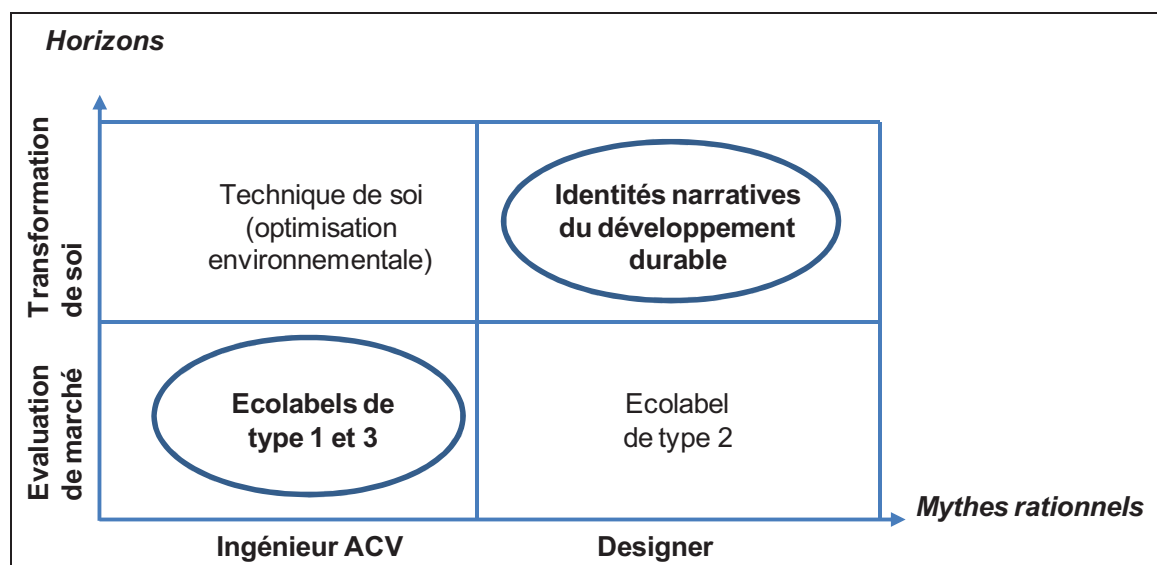 Horizons
Transformation
de soi
Technique de soi
(optimisation
environnementale)
Identités narratives
du développement
durable
Evaluation
de marché
Ecolabels de
type 1 et 3
Ecolabel
de type 2
Mythes rationnels
Ingénieur ACV
Designer